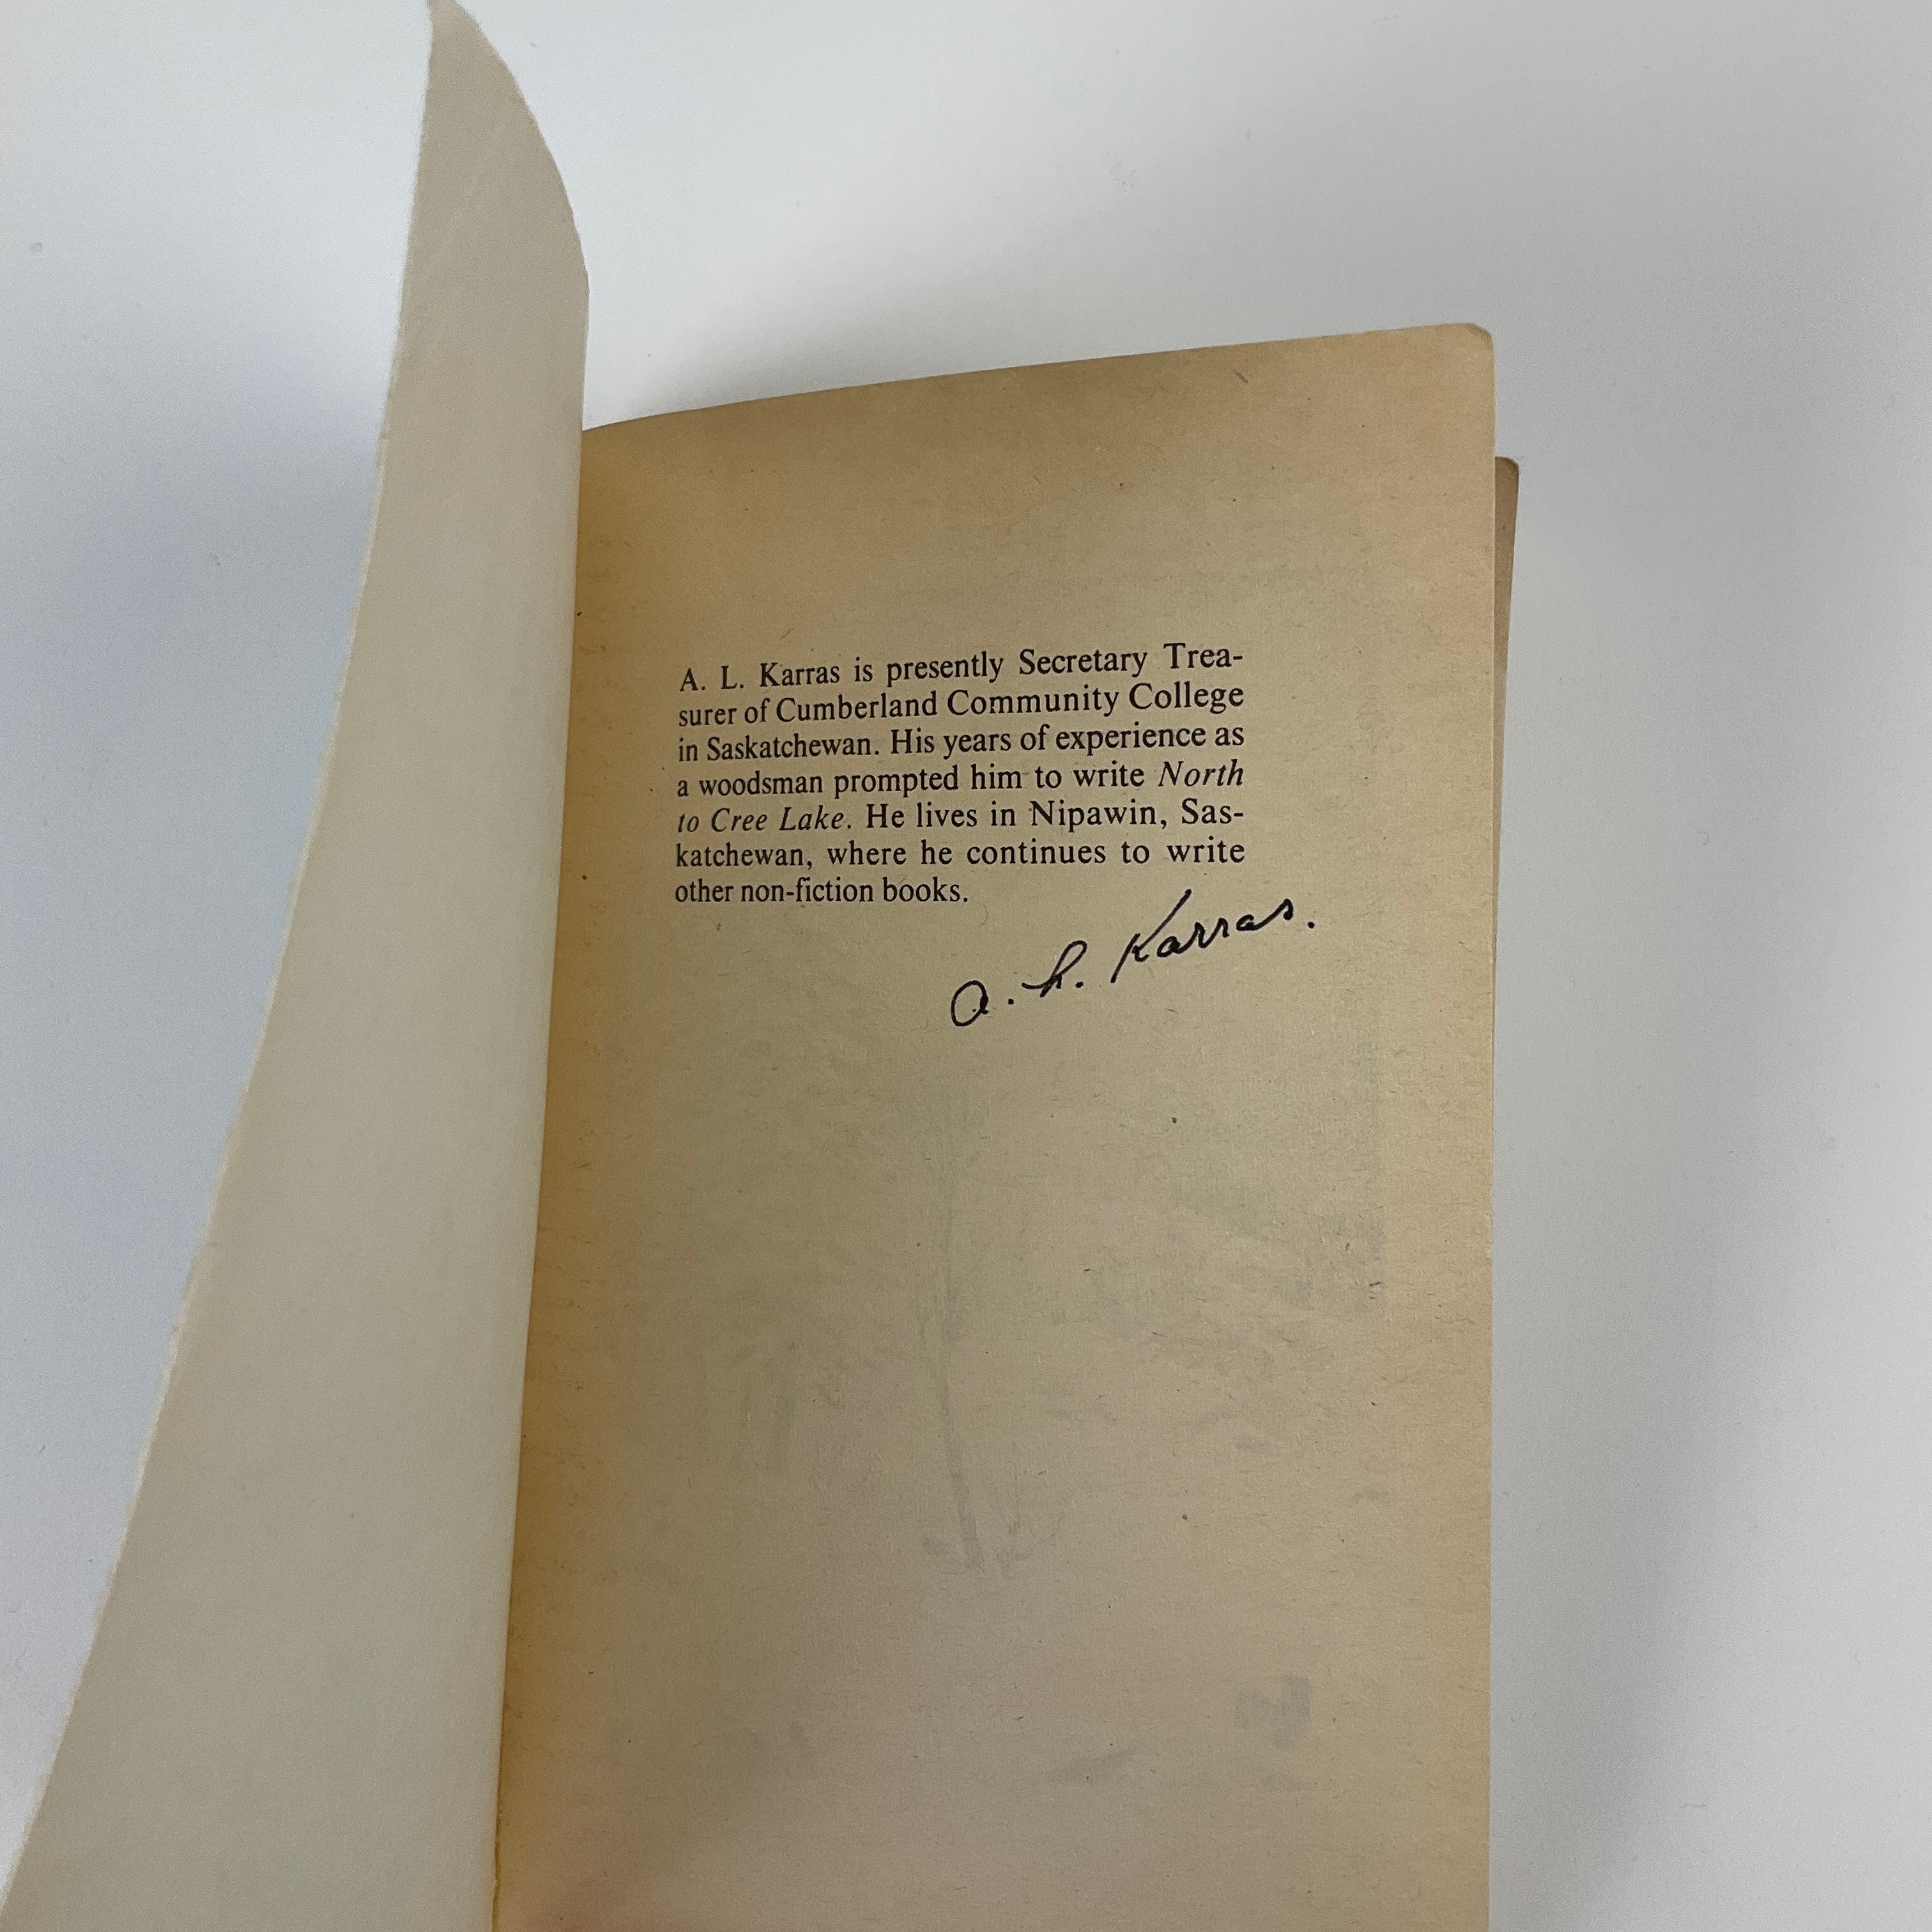 A. L. Karras is presently Secretary Trea-
surer of Cumberland Community College
in Saskatchewan. His years of experience as
a woodsman prompted him to write North
to Cree Lake. He lives in Nipawin, Sas-
katchewan, where he continues to write
other non-fiction books.
A. L. Karras.